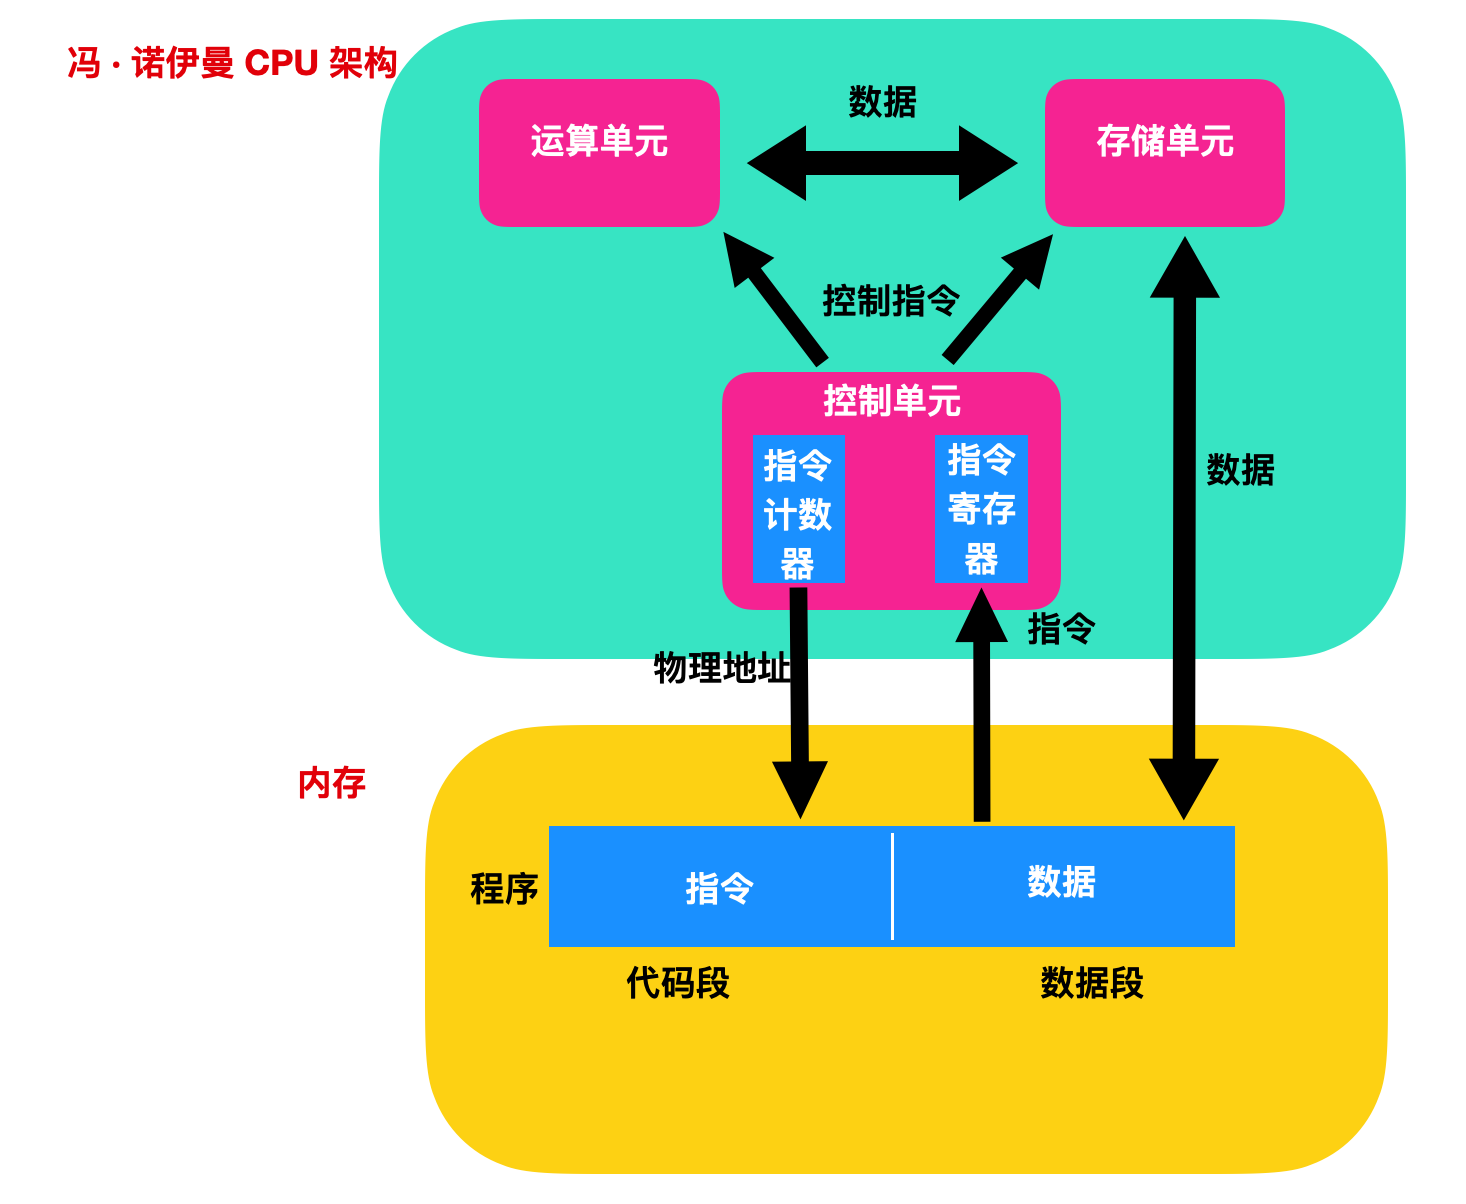 冯 · 诺伊曼 CPU 架构
运算单元
数据
存储单元
控制指令
控制单元
指令
计数
器
指令
寄存
器
数据
指令
物理地址
内存
程序
指令
数据
代码段
数据段